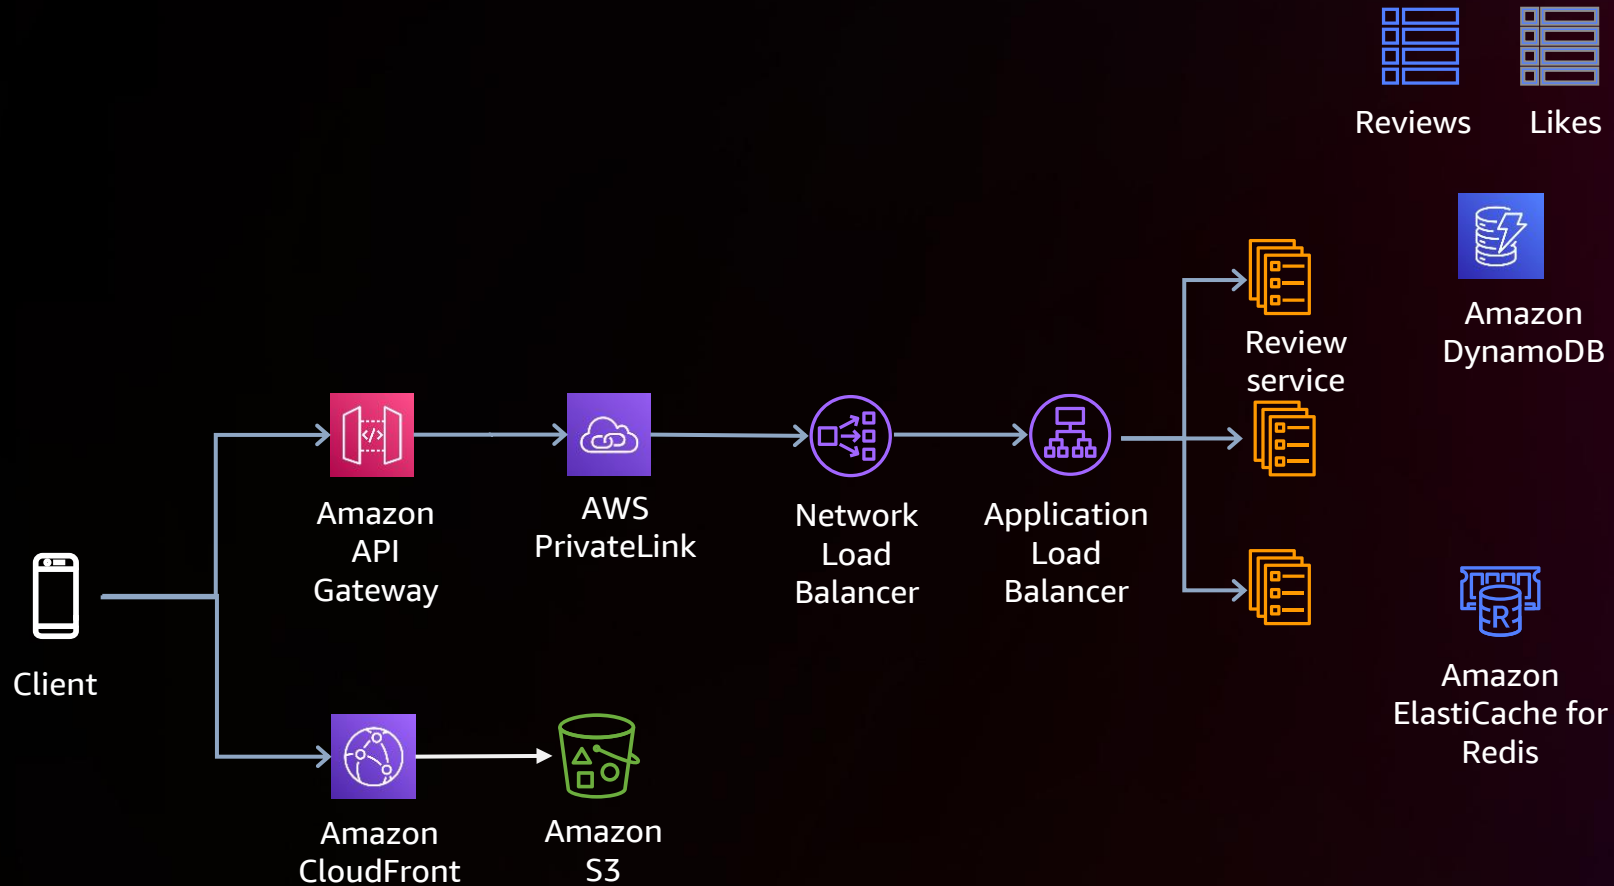 Reviews
Likes
Amazon
DynamoDB
Review
service
Amazon
API
Gateway
AWS
PrivateLink
Network
Load
Balancer
Application
Load
Balancer
Client
R
Amazon
ElastiCache for
Redis
Amazon
CloudFront
Amazon
S3